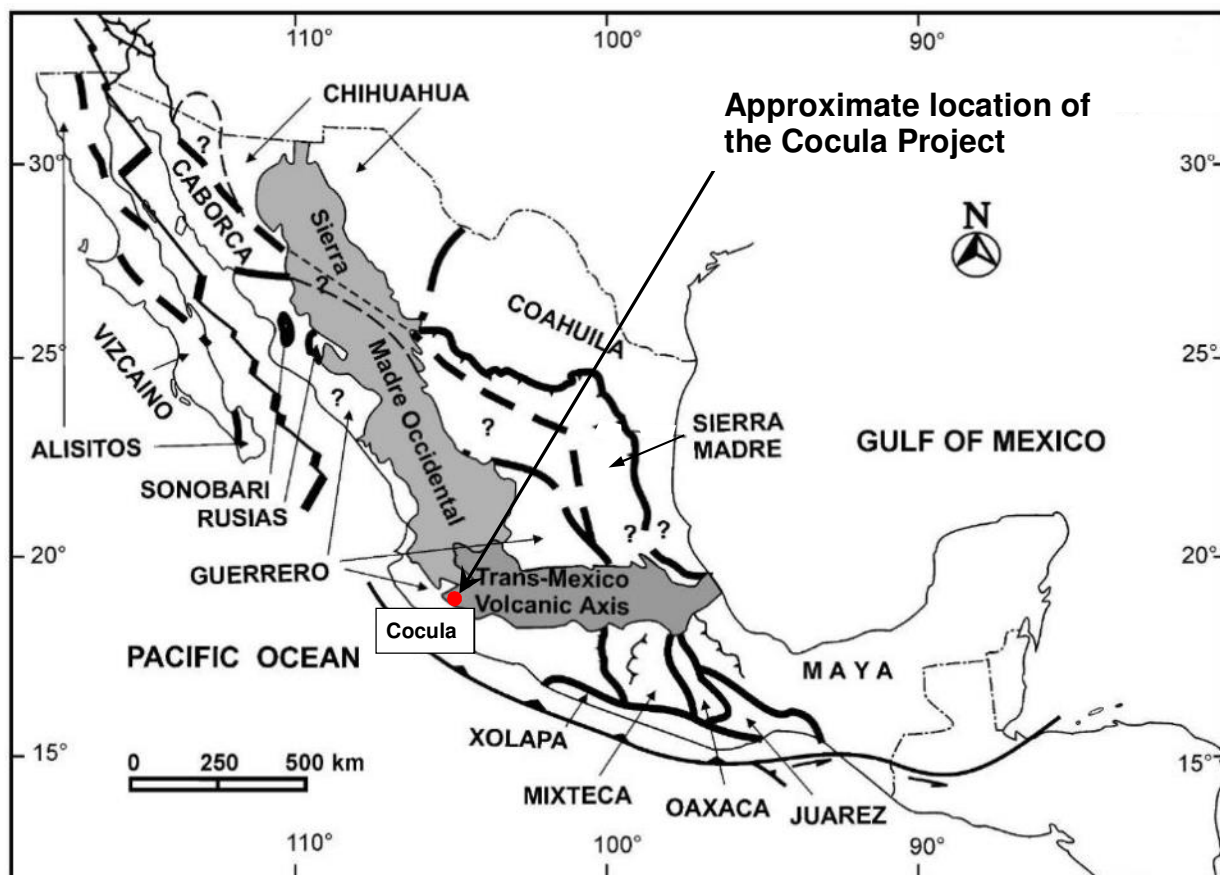 110°
100°
90°
CHIHUAHUA
Approximate location of
the Cocula Project
?
30°
30°
CABORCA
Sierra
N
?
COAHUILA
VIZCAINO
25°
25°
Madre Occidental
?
?
SIERRA
MADRE
GULF OF MEXICO
ALISITOS
SONOBARI
RUSIAS
?
?
20°
20°
GUERRERO
Trans-Mexico
Volcanic Axis
Cocula
PACIFIC OCEAN
MAYA
XOLAPA
15°
15°
0 250 500 km
MIXTECA
OAXACA
JUAREZ
110°
100°
90°